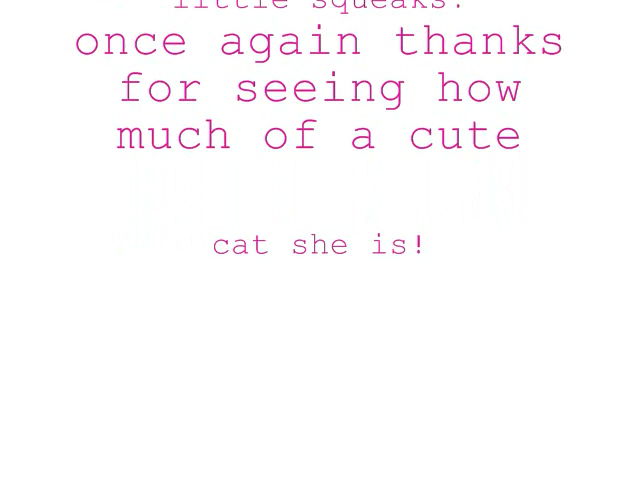 little squeaks!
once again thanks
for seeing how
much of a cute
cat she is!